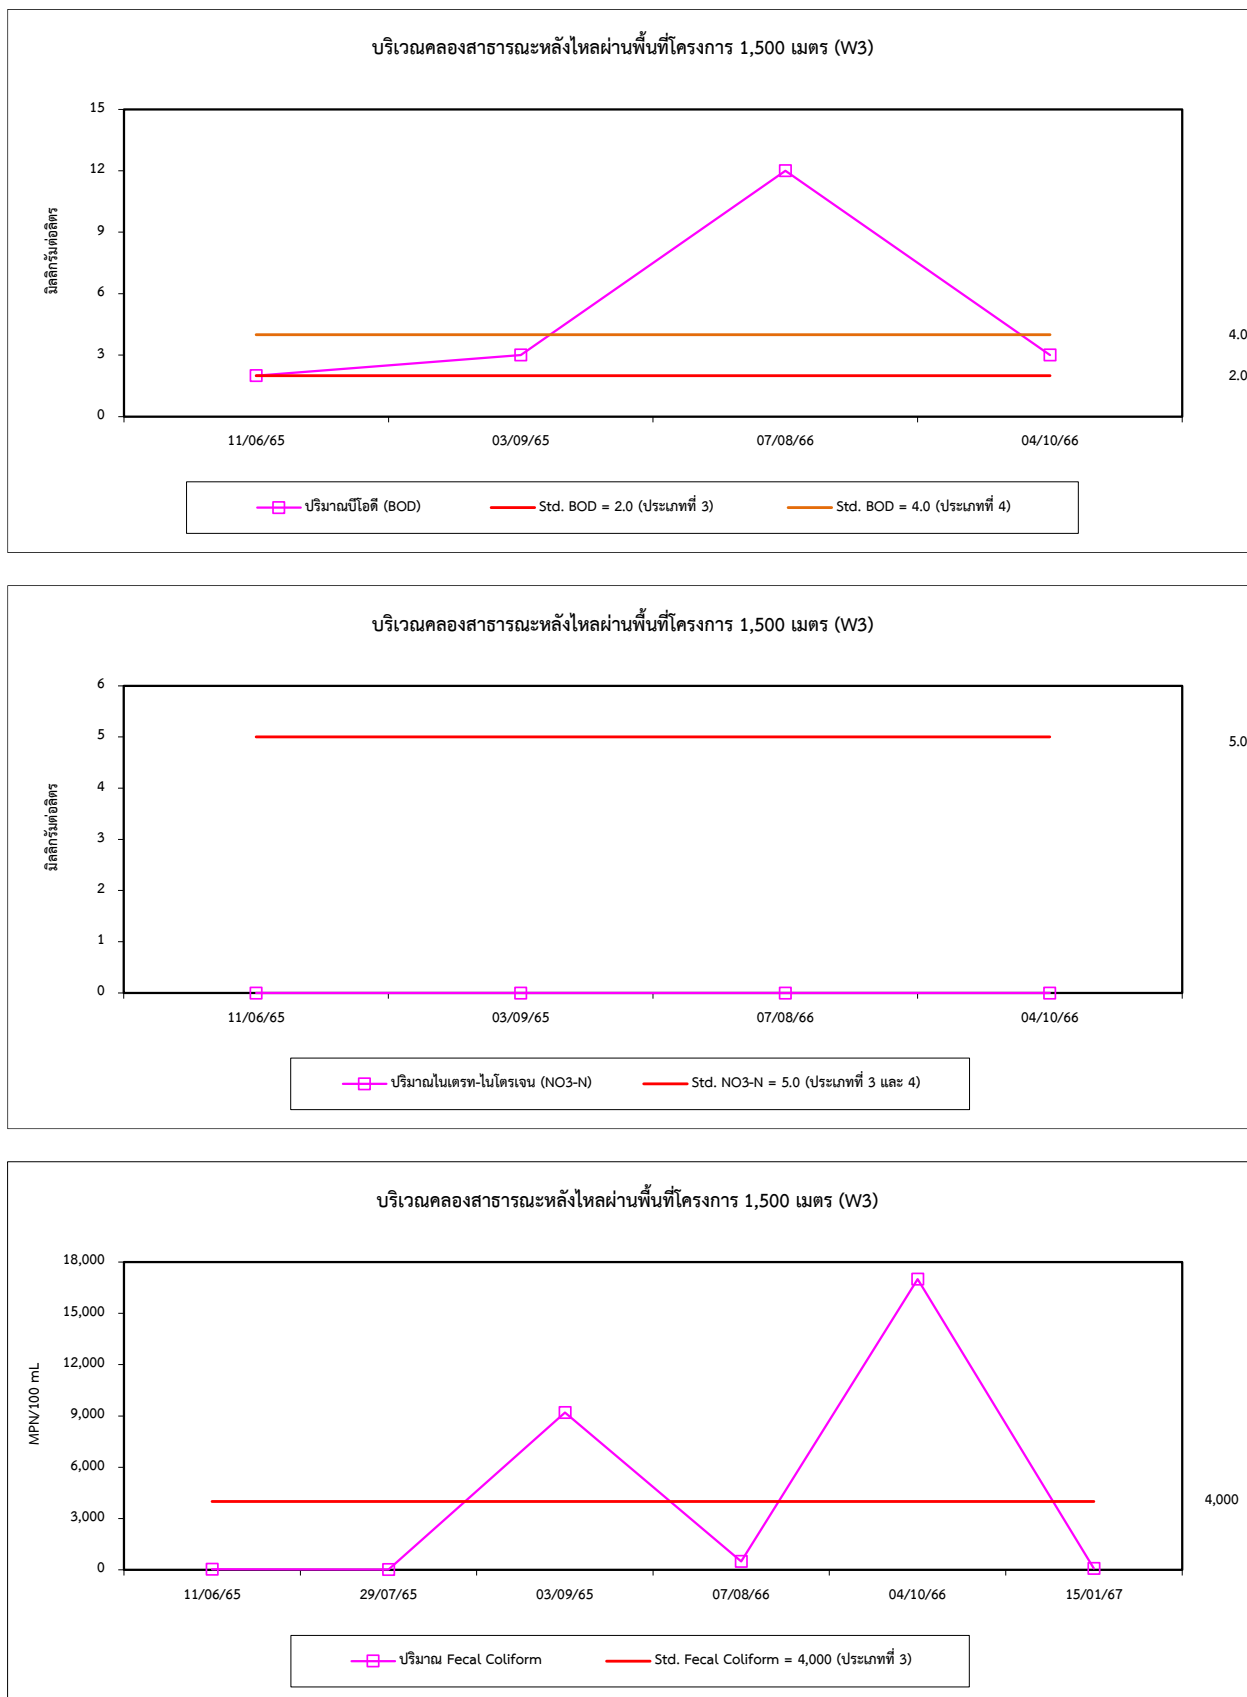 บริเวณคลองสาธารณะหลังไหลผ่านพื้นที่โครงการ 1,500 เมตร (W3)
15
12
9
6
3
0
มิลลิกรัมต่อลิตร
4.0
2.0
11/06/65 03/09/65 07/08/66 04/10/66
ปริมาณบีโอดี (BOD) Std. BOD = 2.0 (ประเภทที่ 3) Std. BOD = 4.0 (ประเภทที่ 4)
บริเวณคลองสาธารณะหลังไหลผ่านพื้นที่โครงการ 1,500 เมตร (W3)
6
5
4
3
2
1
0
มิลลิกรัมต่อลิตร
5.0
11/06/65 03/09/65 07/08/66 04/10/66
ปริมาณไนเตรท-ไนโตรเจน (NO3-N) Std. NO3-N = 5.0 (ประเภทที่ 3 และ 4)
บริเวณคลองสาธารณะหลังไหลผ่านพื้นที่โครงการ 1,500 เมตร (W3)
18,000
15,000
12,000
9,000
6,000
3,000
0
MPN/100 mL
4,000
11/06/65 29/07/65 03/09/65 07/08/66 04/10/66 15/01/67
ปริมาณ Fecal Coliform Std. Fecal Coliform = 4,000 (ประเภทที่ 3)